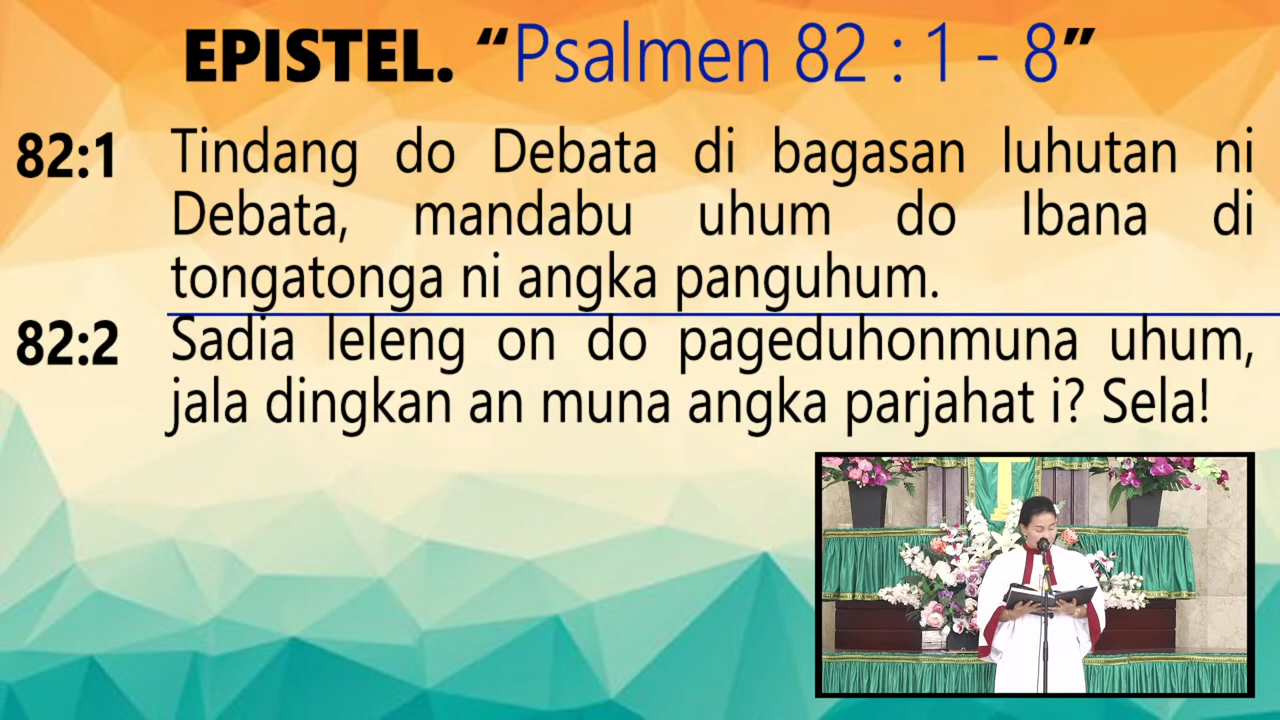 EPISTEL. “Psalmen 82 : 1 - 8”
82:1 Tindang do Debata di bagasan luhutan ni
Debata, mandabu uhum do Ibana di
tongatonga ni angka panguhum.
82:2 Sadia leleng on do pageduhonmuna uhum,
jala dingkan an muna angka parjahat i? Sela!